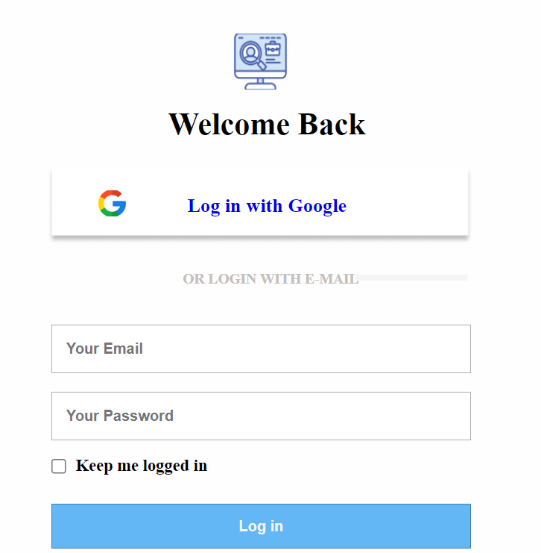 Welcome Back
Log in with Google
OR LOGIN WITH E-MAIL
Your Email
Your Password
Keep me logged in
Log in